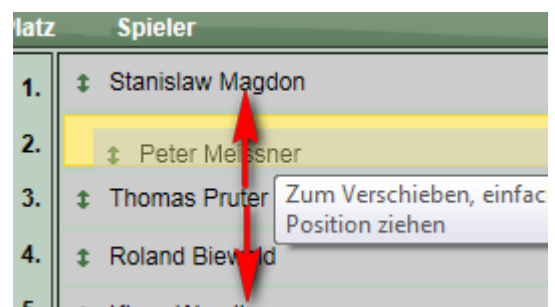 latz Spieler
1. Stanislaw Magdon
2. Peter Meissner
3. Thomas Pruter
Zum Verschieben, einfac
Position ziehen
4. Roland Biewald
5.